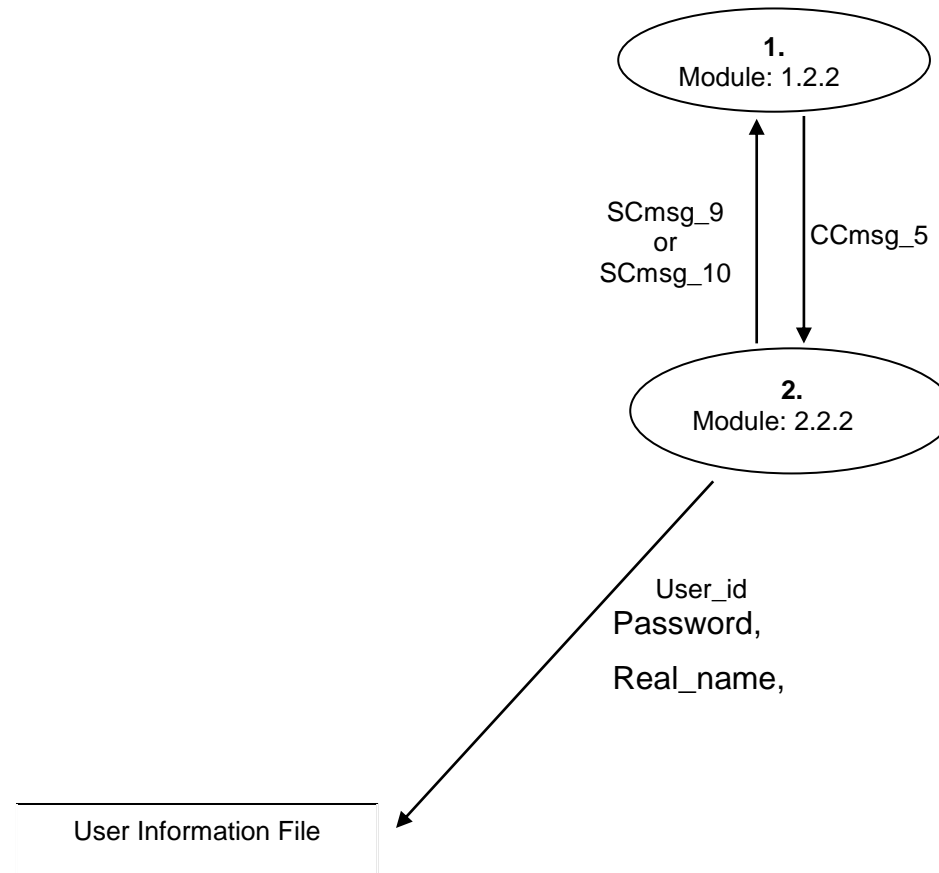 1.
Module: 1.2.2
SCmsg_9
or
SCmsg_10
CCmsg_5
2.
Module: 2.2.2
User_id
Password,
Real_name,
User Information File